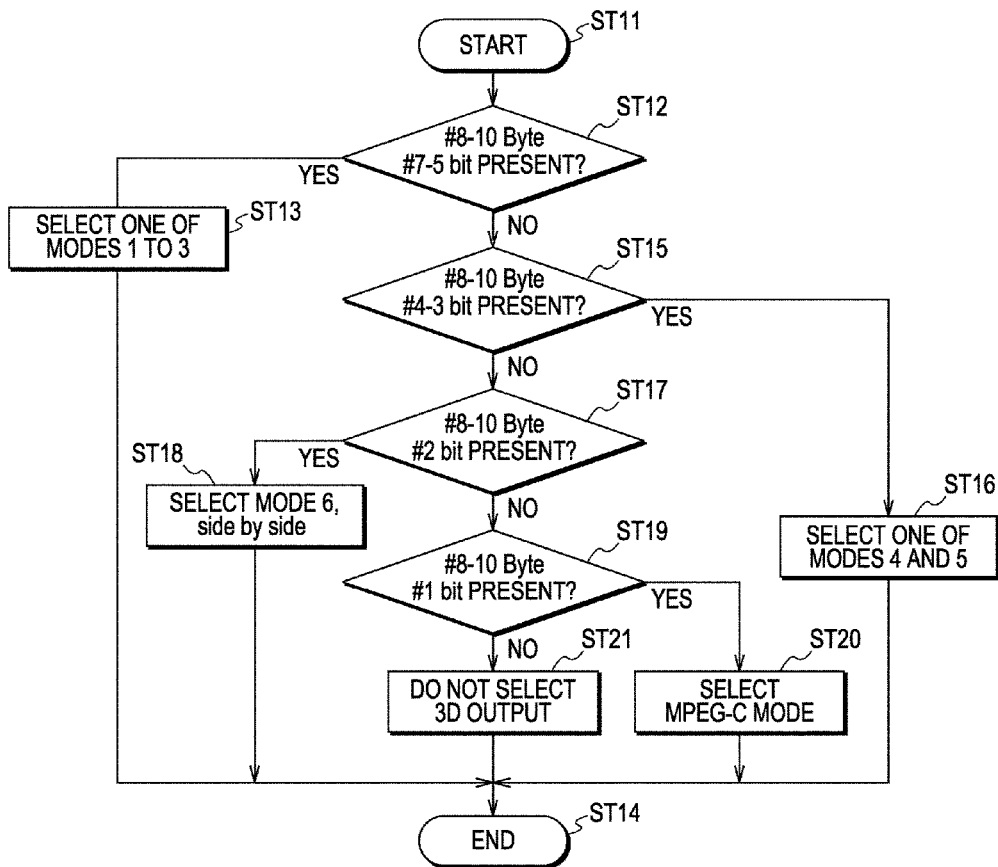 START
ST11
#8-10 Byte
#7-5 bit PRESENT?
ST12
YES
NO
SELECT ONE OF
MODES 1 TO 3
ST13
#8-10 Byte
#4-3 bit PRESENT?
ST15
YES
NO
#8-10 Byte
#2 bit PRESENT?
ST17
YES
NO
ST18
SELECT MODE 6,
side by side
ST16
SELECT ONE OF
MODES 4 AND 5
#8-10 Byte
#1 bit PRESENT?
ST19
YES
NO
ST21
DO NOT SELECT
3D OUTPUT
ST20
SELECT
MPEG-C MODE
END
ST14